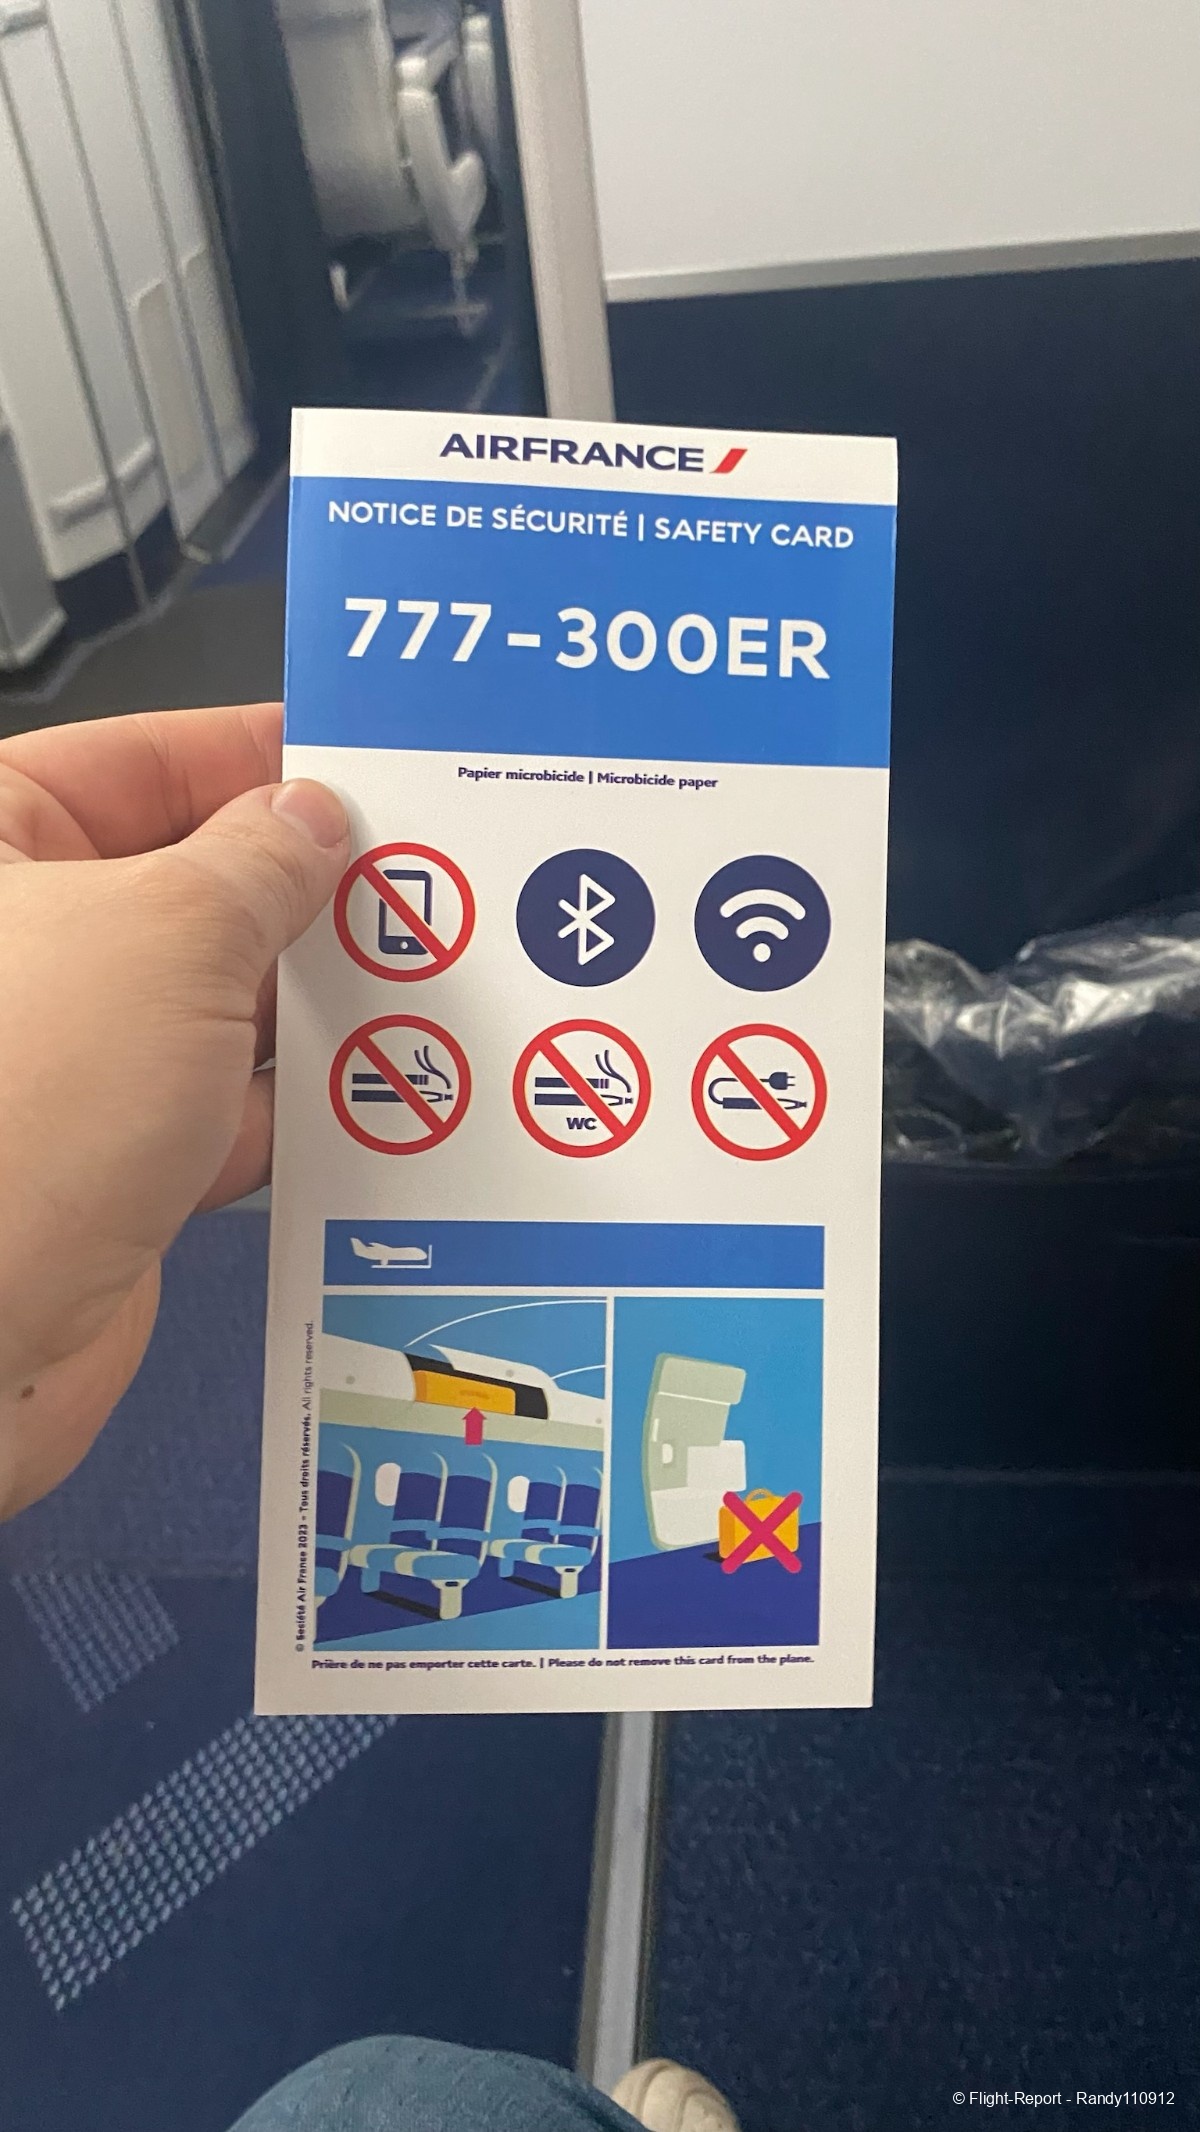 AIRFRANCE
NOTICE DE SÉCURITÉ | SAFETY CARD
777-300ER
Papier microbicide | Microbicide paper
WC
© Société Air France 2023 - Tous droits réservés. All rights reserved.
Prière de ne pas emporter cette carte. | Please do not remove this card from the plane.
© Flight-Report - Randy110912